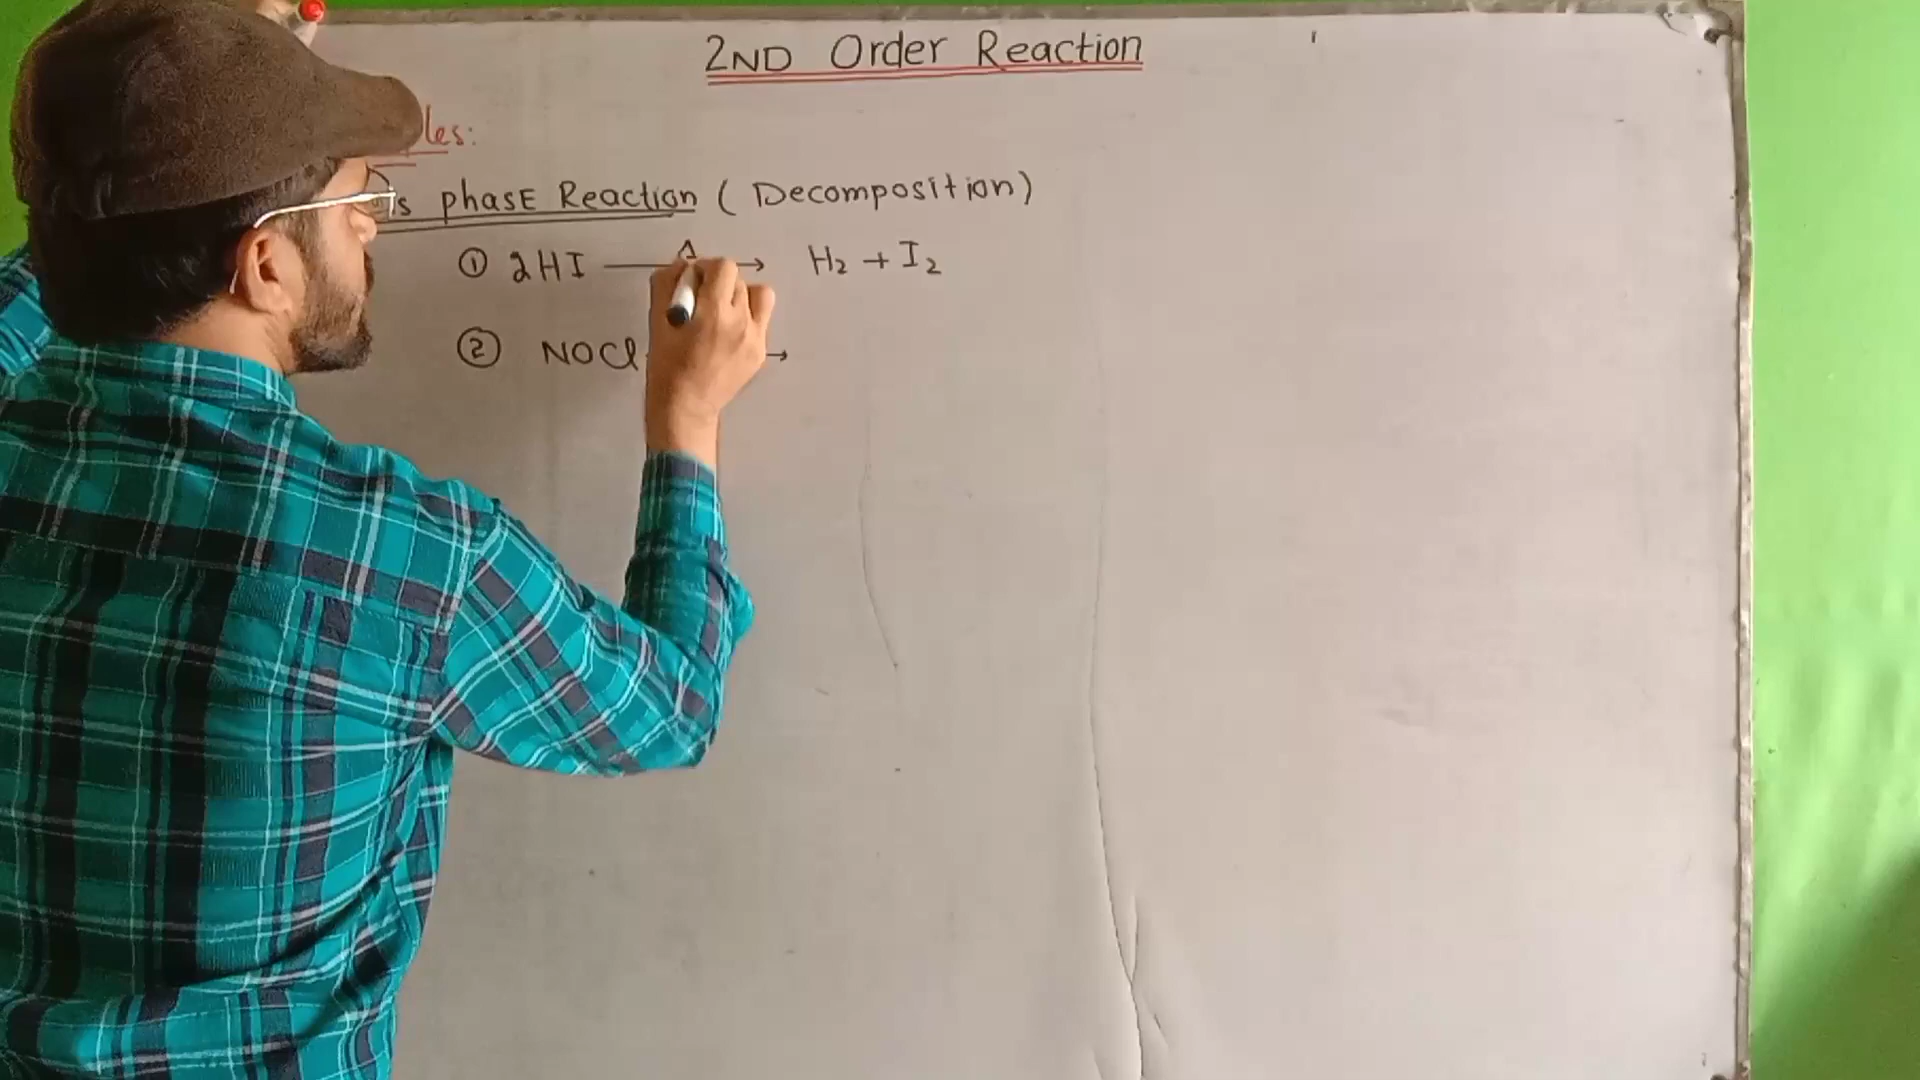 2ND Order Reaction
les:
s phasE Reaction (Decomposition)
① 2HI ⟶ H₂ + I₂
② NOCl →